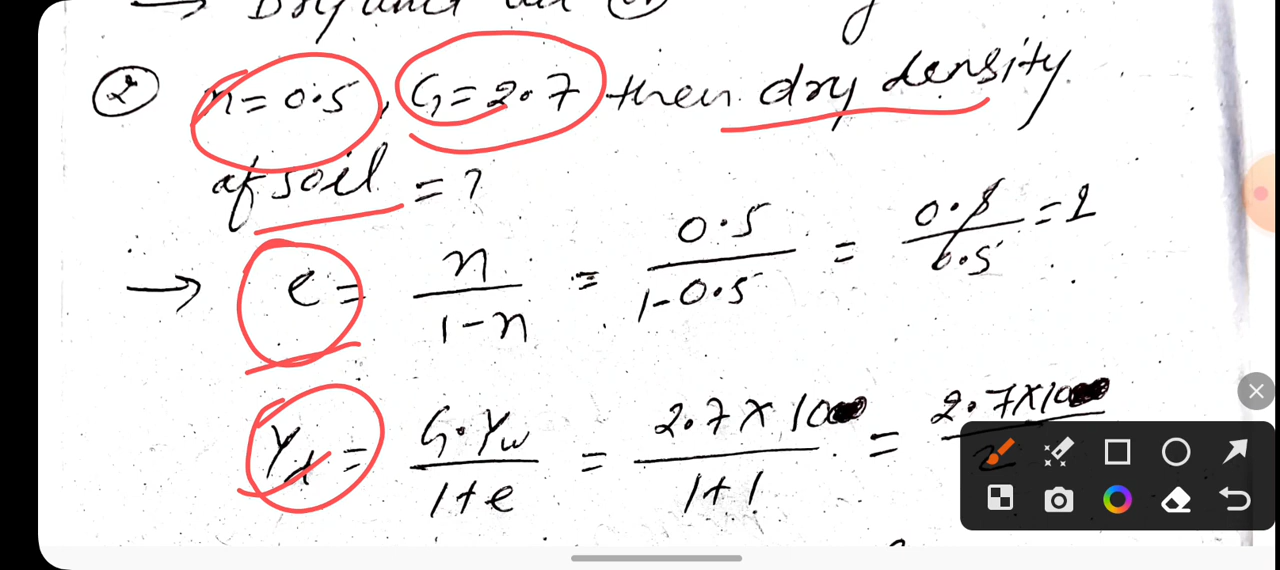 ② n = 0.5, G = 2.7 then dry density
of soil = ?
→ e = n / 1-n = 0.5 / 1-0.5 = 0.5 / 0.5 = 1
γd = G.γw / 1+e = 2.7 × 10 / 1+1 = 2.7×10 / 2